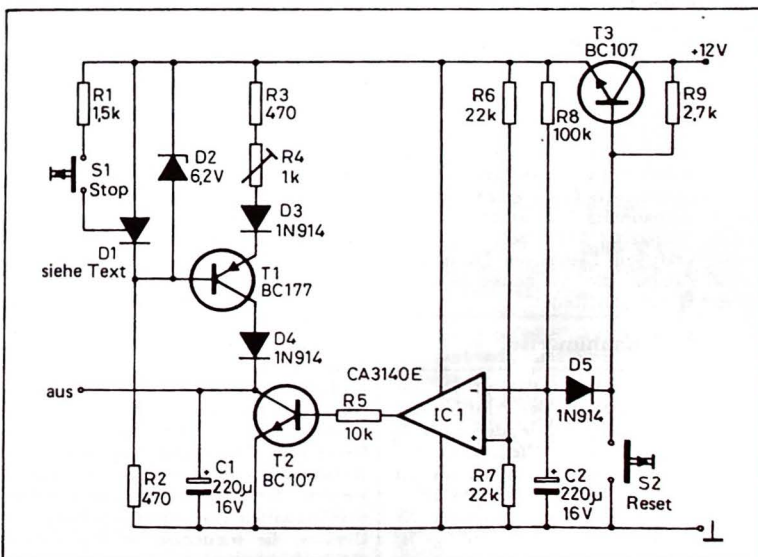 T3
BC107
+12V
R1
1,5k
R3
470
R6
22k
R8
100k
R9
2,7k
S1
Stop
D2
6,2V
R4
1k
D3
1N914
D1
siehe Text
T1
BC177
D4
1N914
CA3140E
D5
1N914
aus
R5
10k
IC1
-
+
T2
BC107
R2
470
C1
220µ
16V
+
R7
22k
C2
220µ
16V
+
S2
Reset